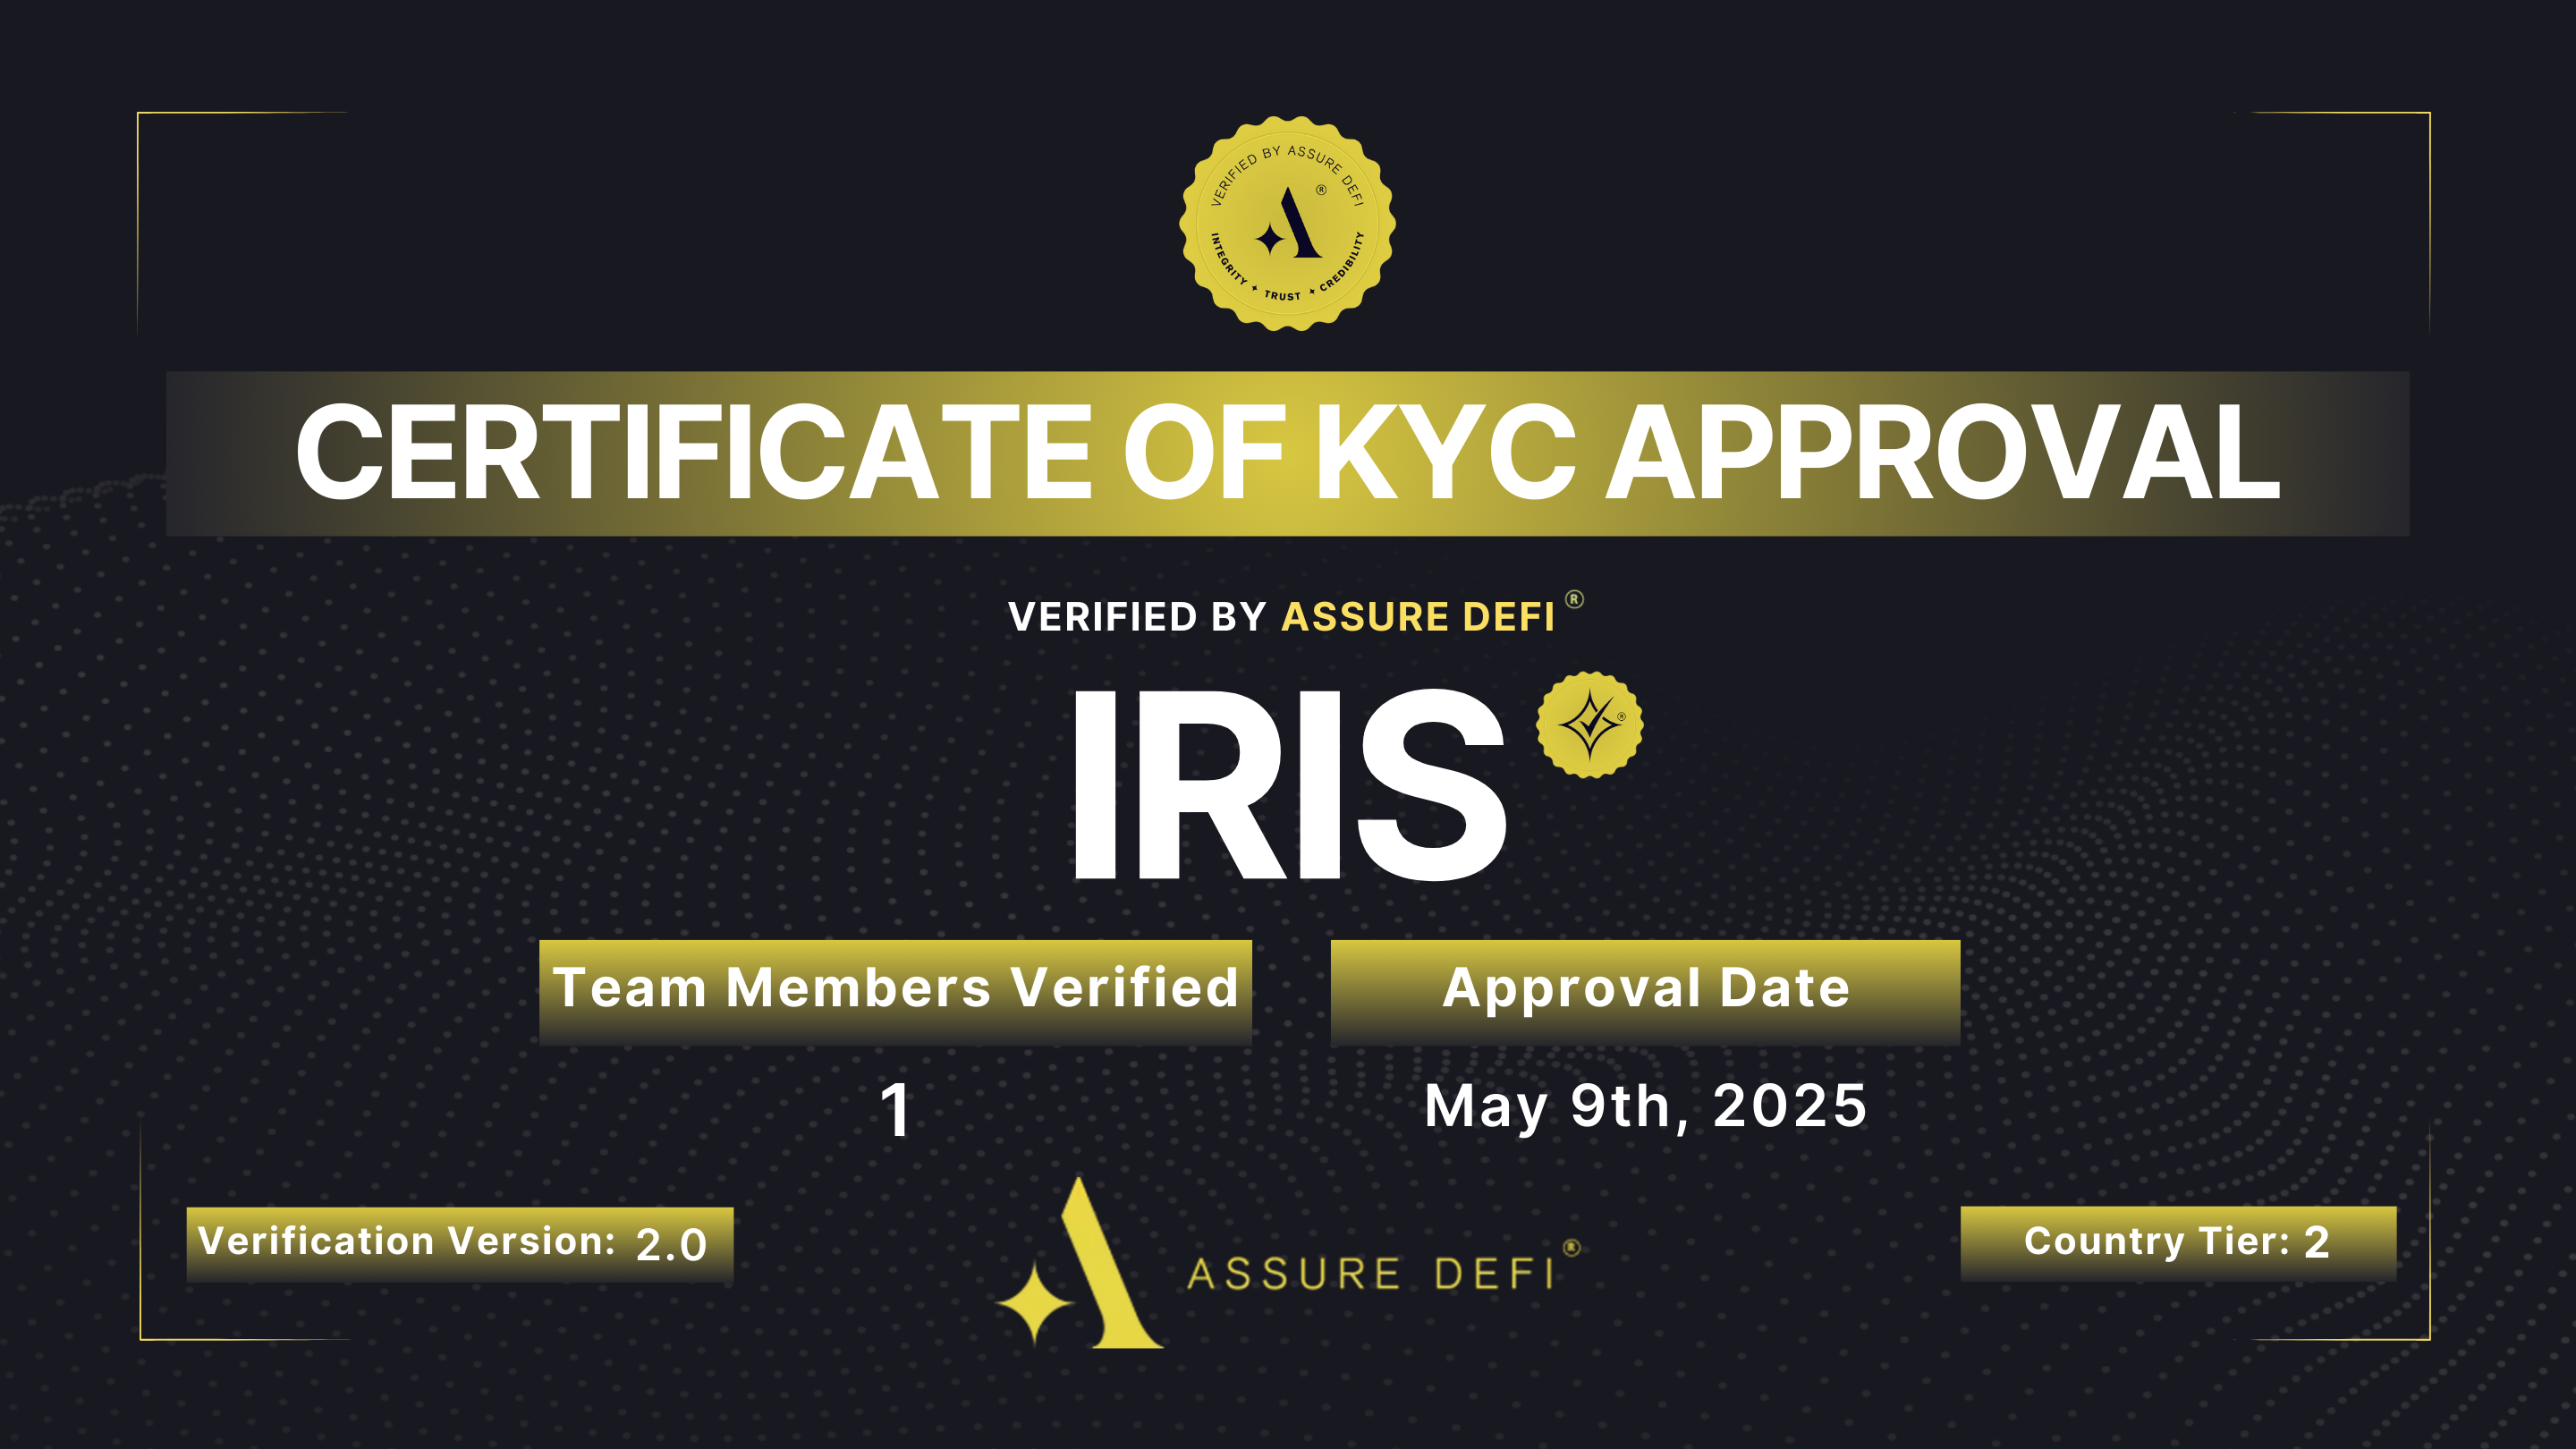 VERIFIED BY ASSURE DEFI
®
INTEGRITY ✦ TRUST ✦ CREDIBILITY
CERTIFICATE OF KYC APPROVAL
VERIFIED BY ASSURE DEFI ®
IRIS
®
Team Members Verified
1
Approval Date
May 9th, 2025
Verification Version: 2.0
ASSURE DEFI ®
Country Tier: 2